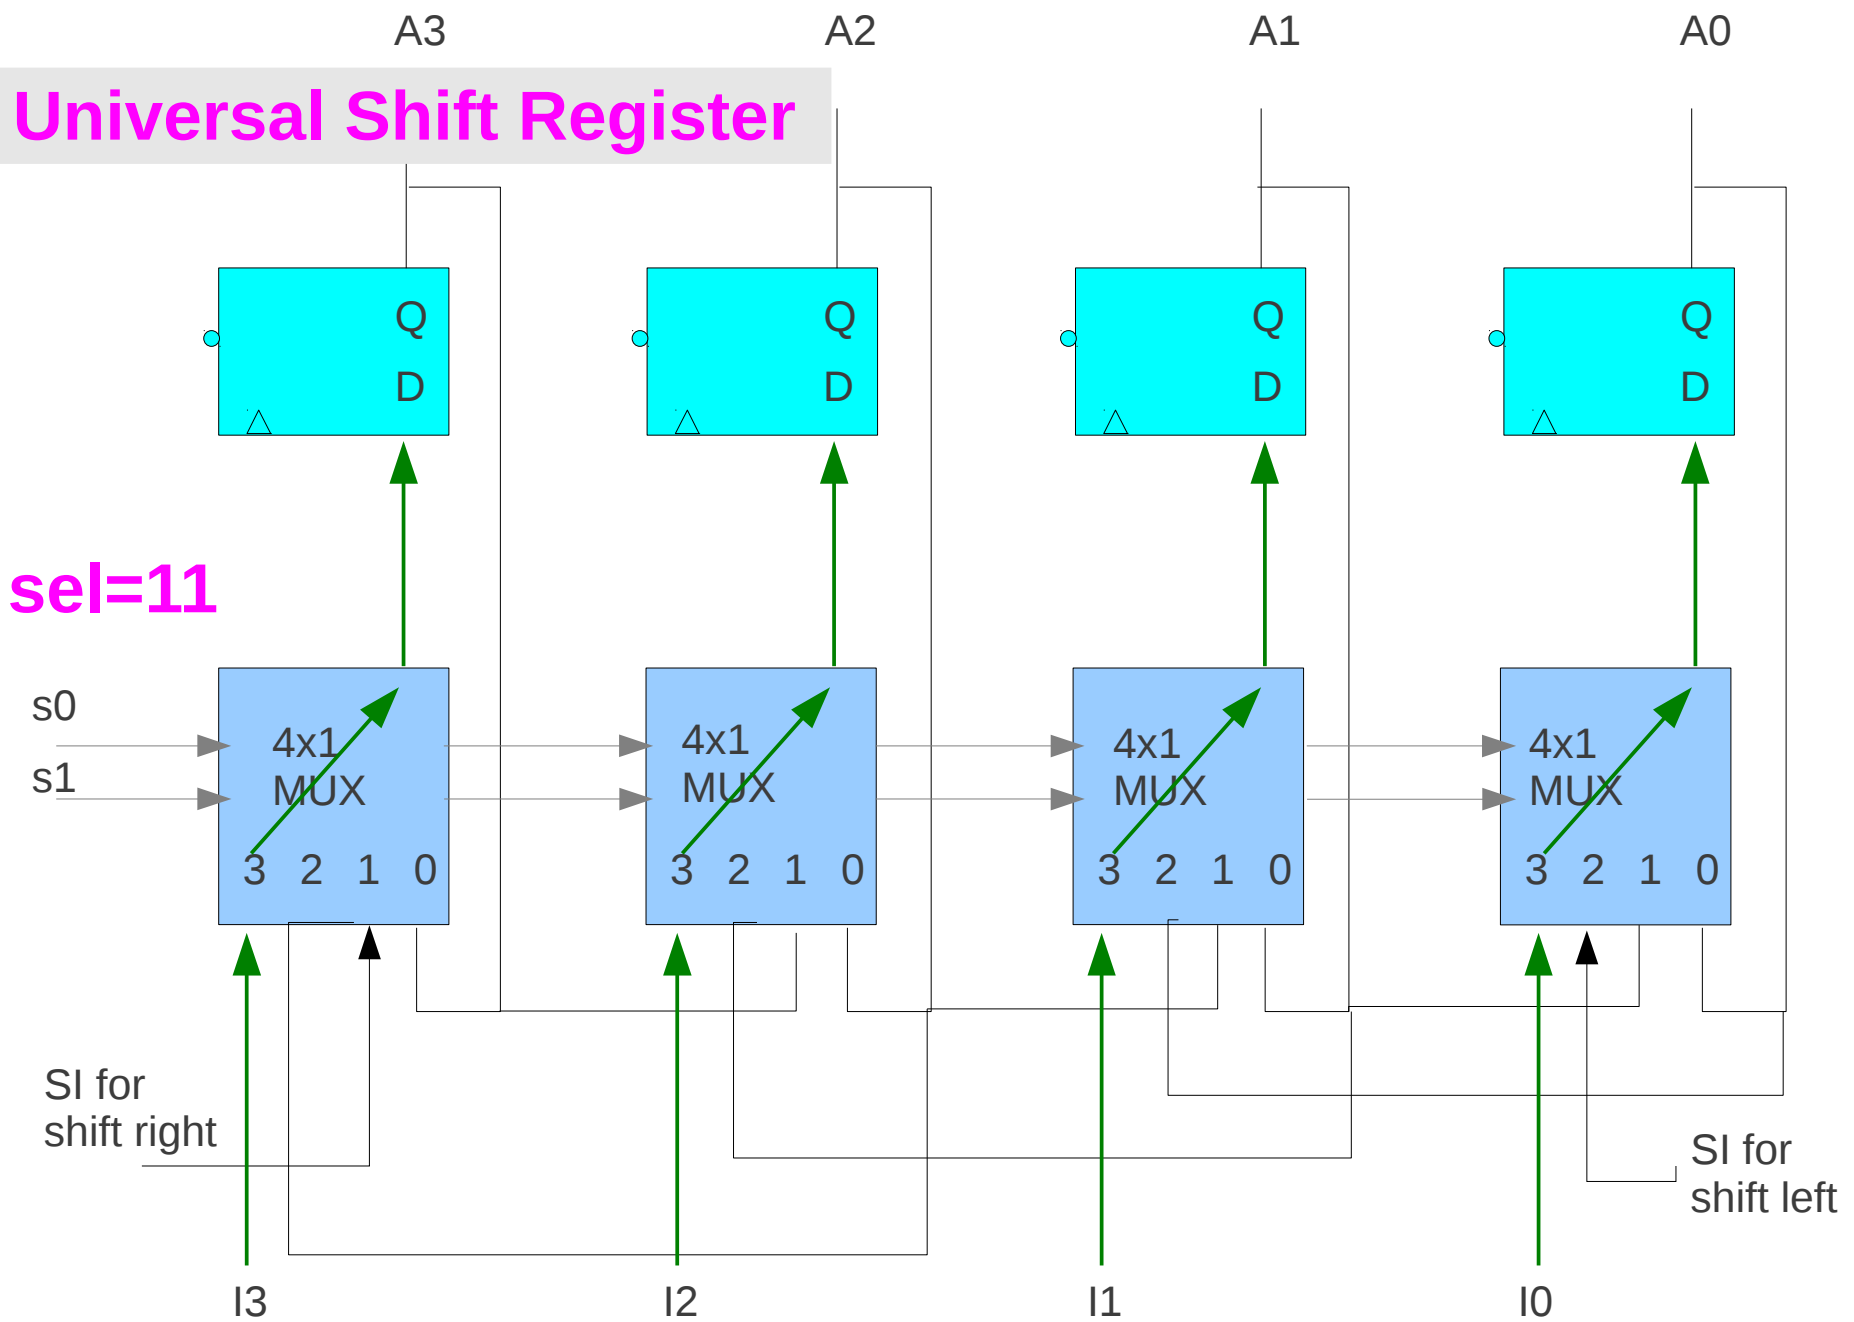 A3 A2 A1 A0
Universal Shift Register
Q Q Q Q
D D D D
sel=11
s0
4x1 4x1 4x1 4x1
s1
MUX MUX MUX MUX
3 2 1 0 3 2 1 0 3 2 1 0 3 2 1 0
SI for
shift right
SI for
shift left
I3 I2 I1 I0